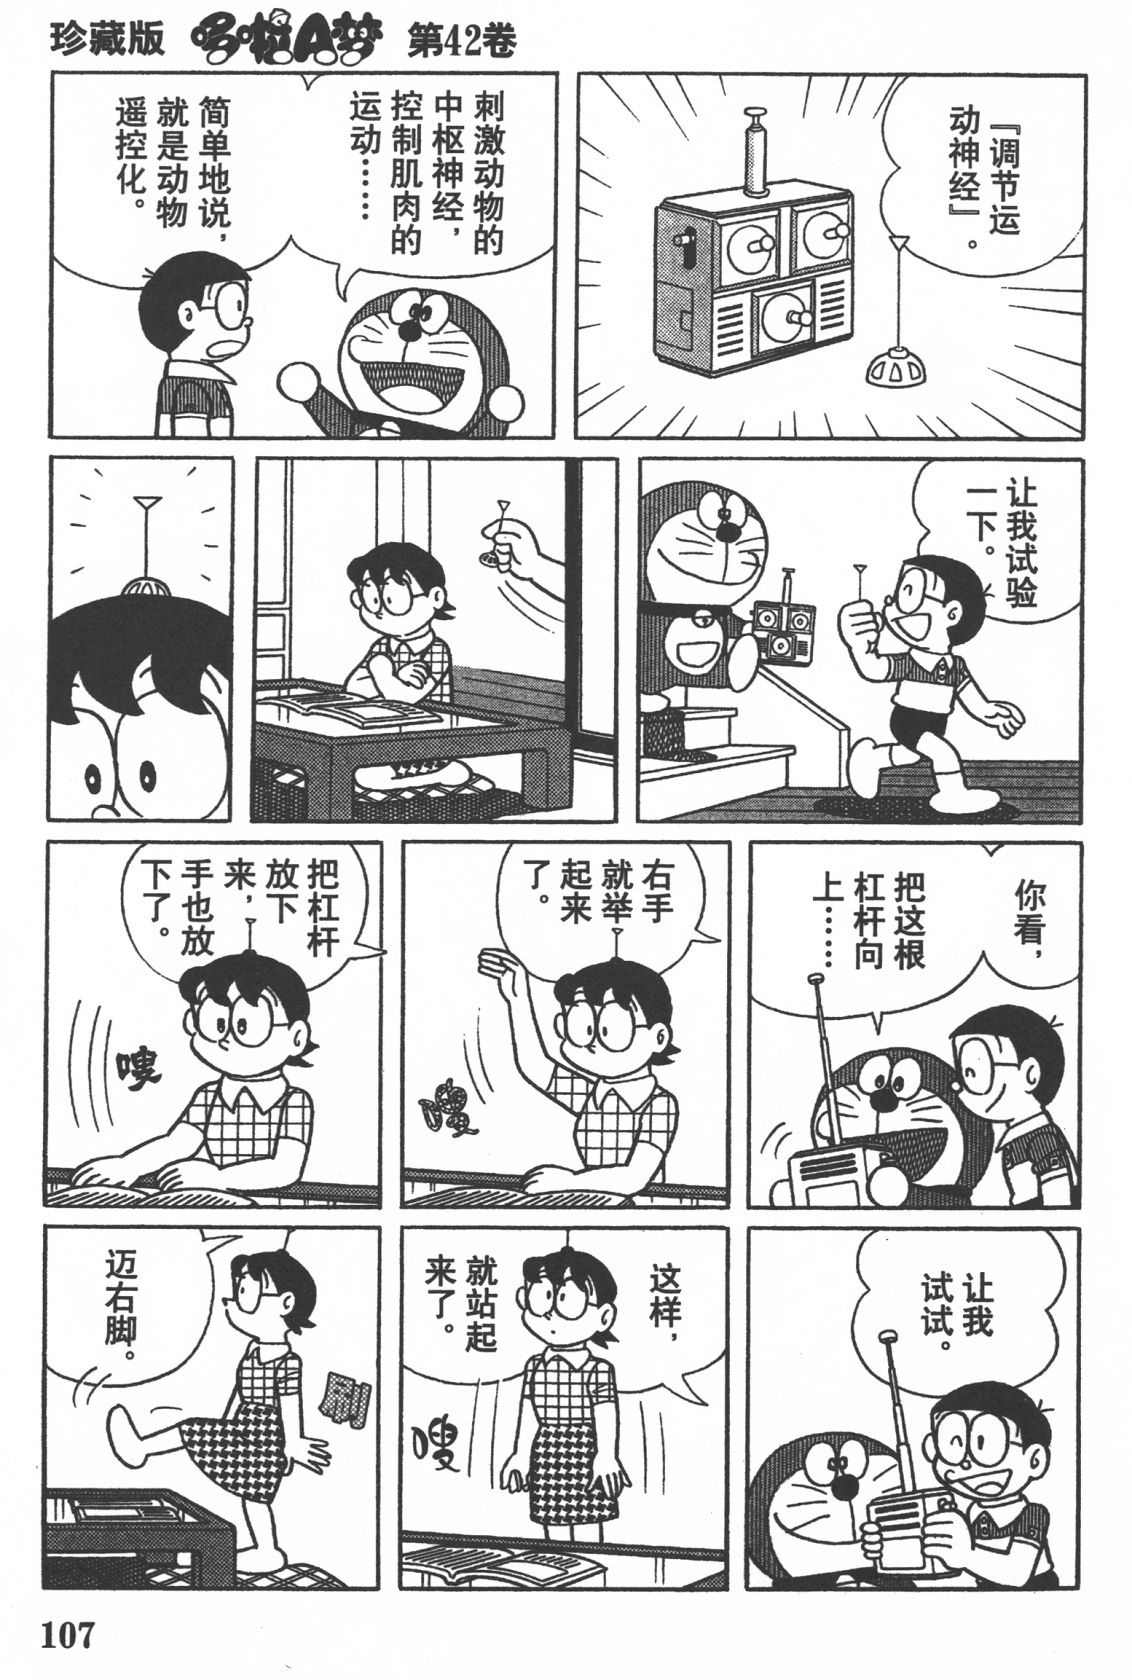 珍藏版 哆啦A梦 第42卷
『调节运
动神经』。
刺激动物的
中枢神经，
控制肌肉的
运动……
简单地说，
就是动物
遥控化。
让我试验
一下。
你看，
把这根
杠杆向
上……
右手
就举
起来
了。
嗖
把杠杆
放下
来，
手也放
下了。
嗖
让我
试试。
这样，
就站起
来了。
嗖
迈右脚。
唰
107